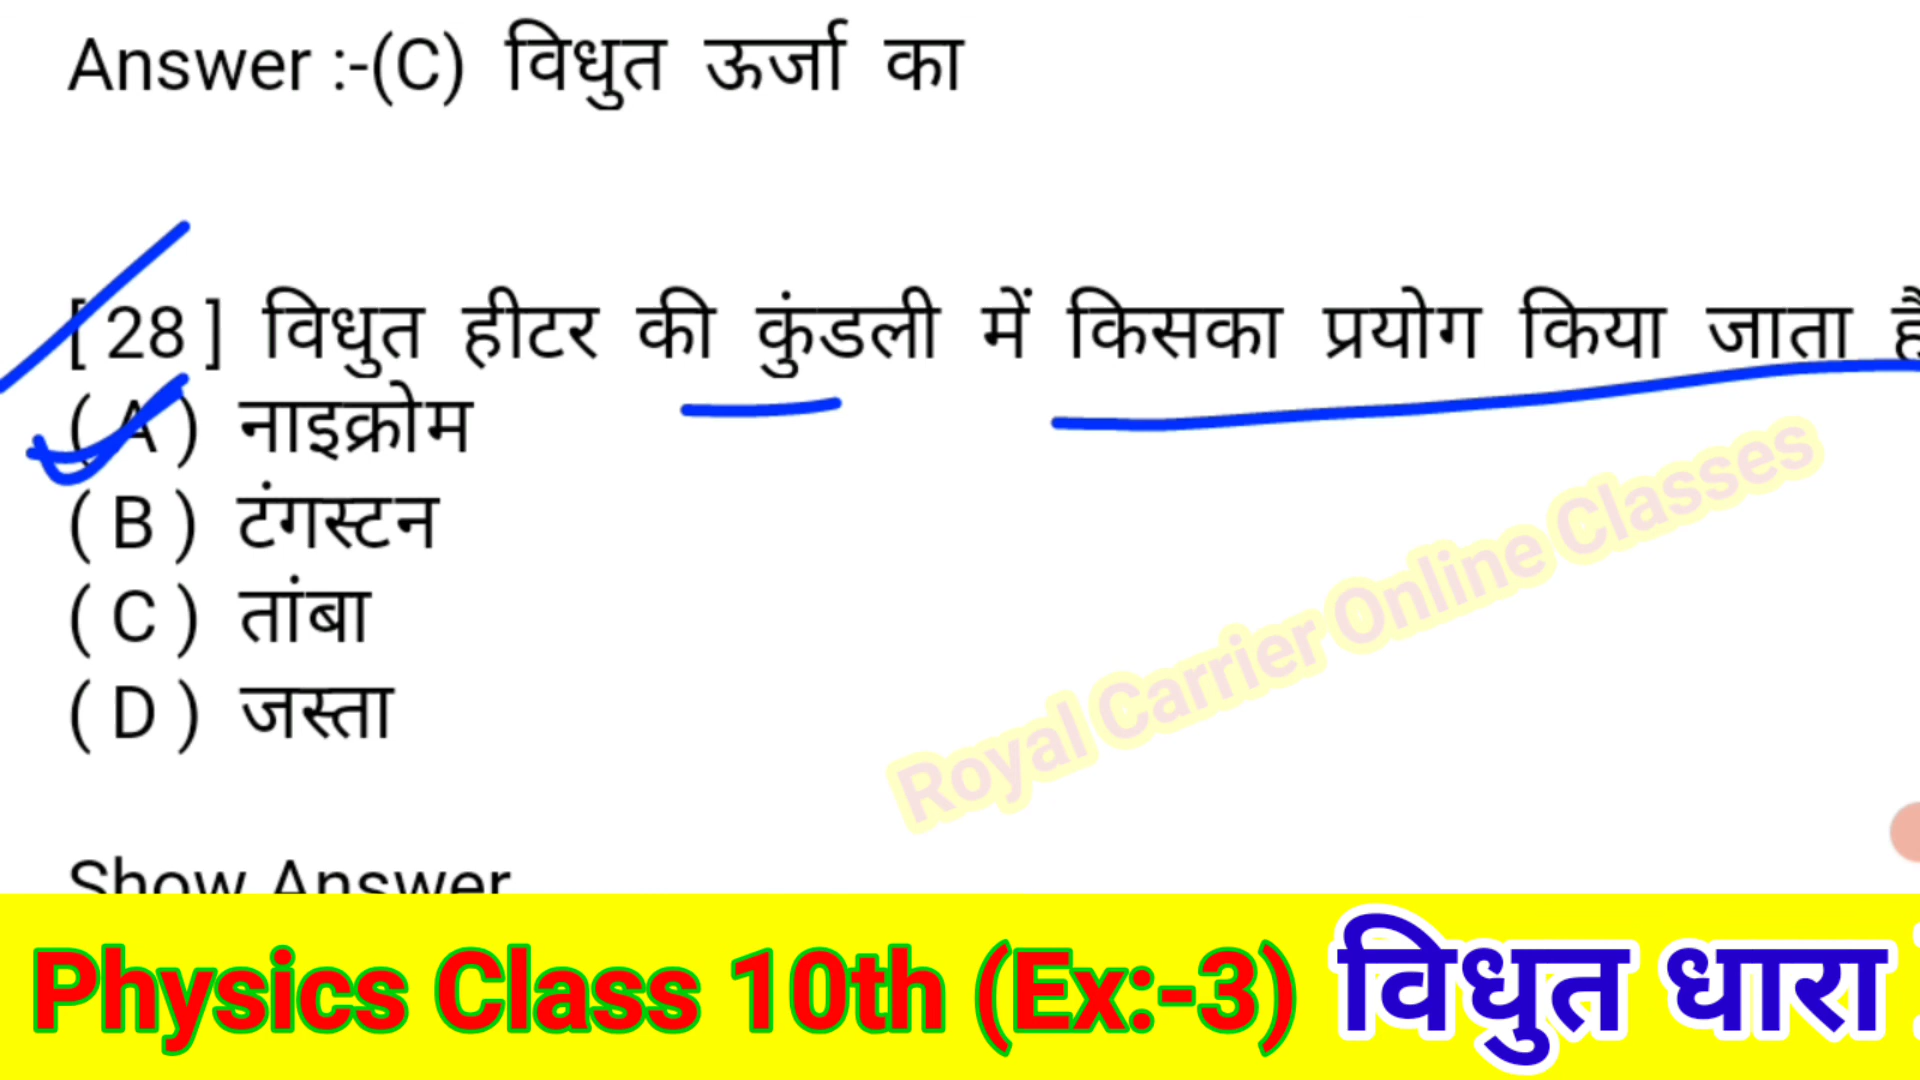 Answer :-(C) विधुत ऊर्जा का
[ 28 ] विधुत हीटर की कुंडली में किसका प्रयोग किया जाता है
( A ) नाइक्रोम
( B ) टंगस्टन
( C ) तांबा
( D ) जस्ता
Royal Carrier Online Classes
Show Answer
Physics Class 10th (Ex:-3) विधुत धारा